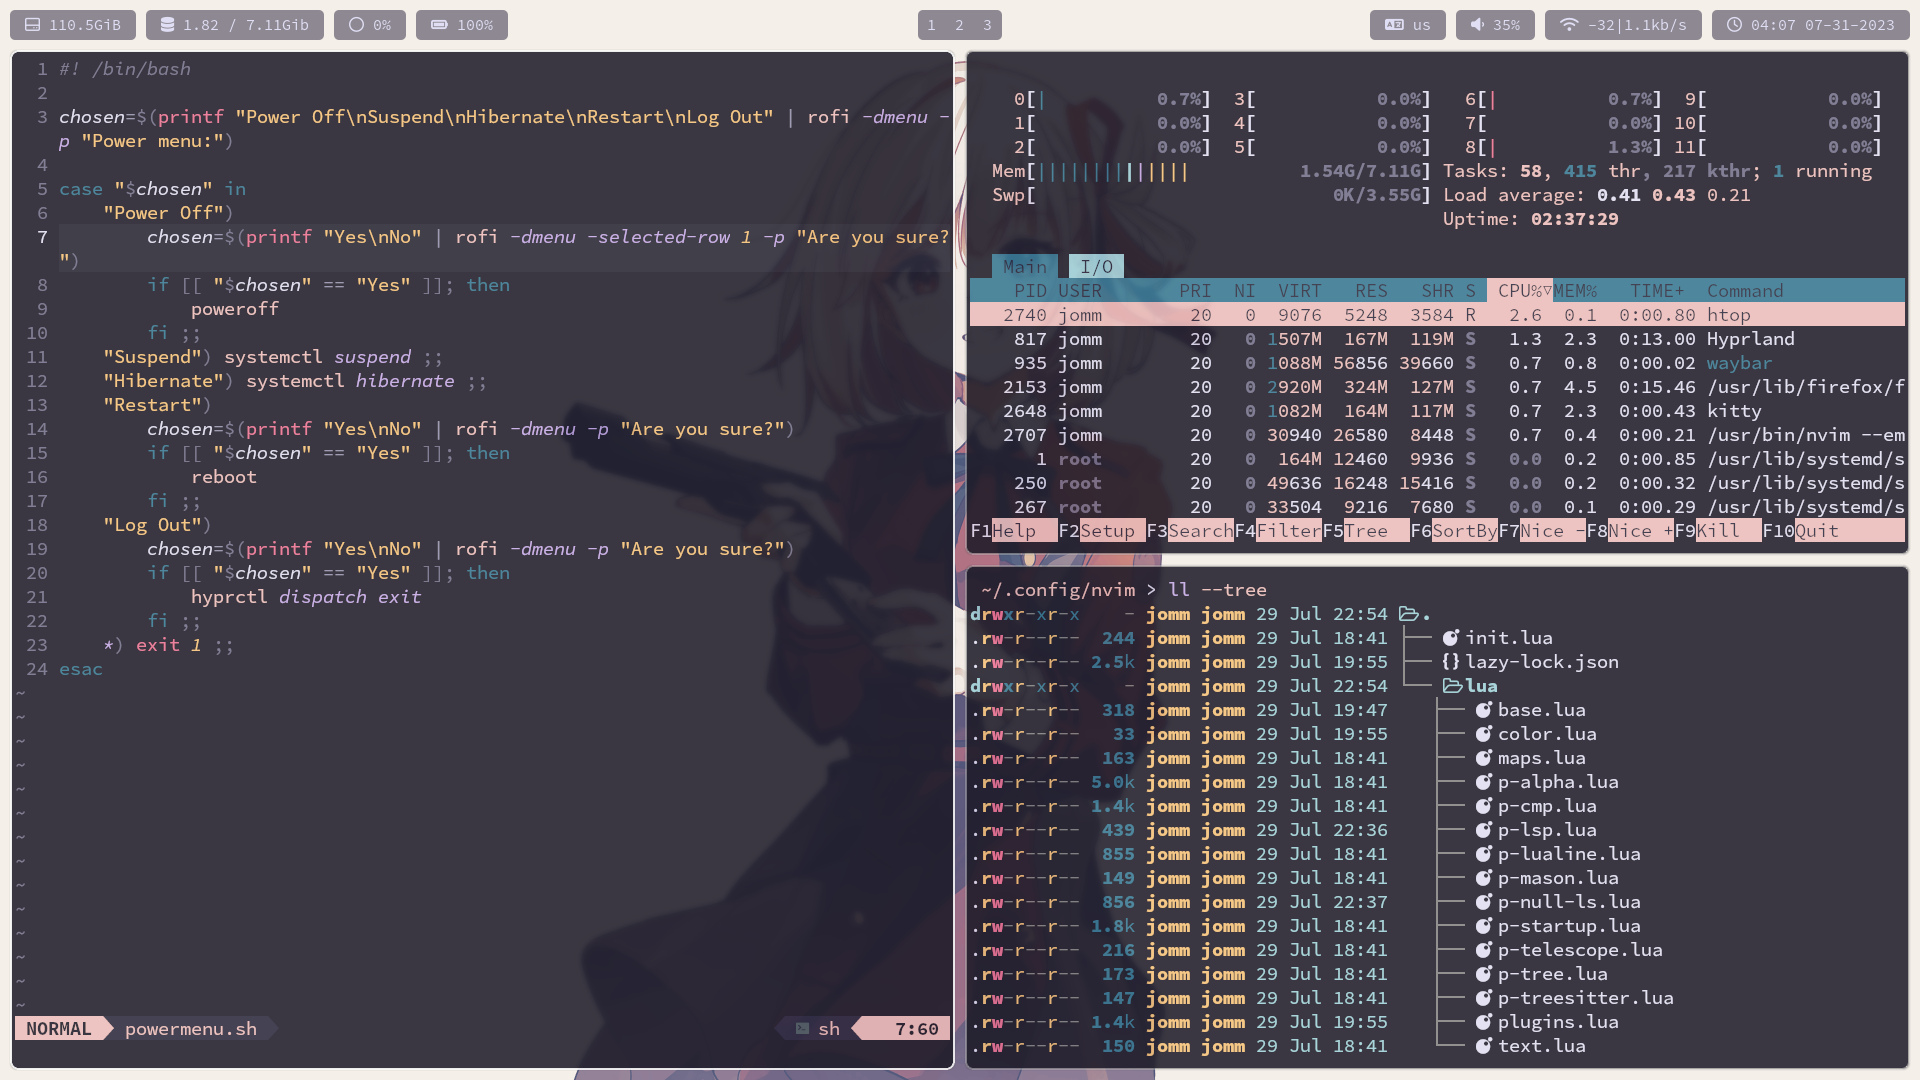 110.5GiB 1.82 / 7.11Gib 0% 100% 1 2 3 us 35% -32|1.1kb/s 04:07 07-31-2023
1 #! /bin/bash
2
3 chosen=$(printf "Power Off\nSuspend\nHibernate\nRestart\nLog Out" | rofi -dmenu -
p "Power menu:")
4
5 case "$chosen" in
6     "Power Off")
7         chosen=$(printf "Yes\nNo" | rofi -dmenu -selected-row 1 -p "Are you sure?
")
8         if [[ "$chosen" == "Yes" ]]; then
9             poweroff
10         fi ;;
11     "Suspend") systemctl suspend ;;
12     "Hibernate") systemctl hibernate ;;
13     "Restart")
14         chosen=$(printf "Yes\nNo" | rofi -dmenu -p "Are you sure?")
15         if [[ "$chosen" == "Yes" ]]; then
16             reboot
17         fi ;;
18     "Log Out")
19         chosen=$(printf "Yes\nNo" | rofi -dmenu -p "Are you sure?")
20         if [[ "$chosen" == "Yes" ]]; then
21             hyprctl dispatch exit
22         fi ;;
23     *) exit 1 ;;
24 esac
~
~
~
~
~
~
~
~
~
~
~
~
~
~
NORMAL powermenu.sh sh 7:60
0[| 0.7%] 3[ 0.0%] 6[| 0.7%] 9[ 0.0%]
1[ 0.0%] 4[ 0.0%] 7[ 0.0%] 10[ 0.0%]
2[ 0.0%] 5[ 0.0%] 8[| 1.3%] 11[ 0.0%]
Mem[|||||||||||||| 1.54G/7.11G] Tasks: 58, 415 thr, 217 kthr; 1 running
Swp[ 0K/3.55G] Load average: 0.41 0.43 0.21
Uptime: 02:37:29
Main I/O
PID USER PRI NI VIRT RES SHR S CPU%▽MEM% TIME+ Command
2740 jomm 20 0 9076 5248 3584 R 2.6 0.1 0:00.80 htop
817 jomm 20 0 1507M 167M 119M S 1.3 2.3 0:13.00 Hyprland
935 jomm 20 0 1088M 56856 39660 S 0.7 0.8 0:00.02 waybar
2153 jomm 20 0 2920M 324M 127M S 0.7 4.5 0:15.46 /usr/lib/firefox/f
2648 jomm 20 0 1082M 164M 117M S 0.7 2.3 0:00.43 kitty
2707 jomm 20 0 30940 26580 8448 S 0.7 0.4 0:00.21 /usr/bin/nvim --em
1 root 20 0 164M 12460 9936 S 0.0 0.2 0:00.85 /usr/lib/systemd/s
250 root 20 0 49636 16248 15416 S 0.0 0.2 0:00.32 /usr/lib/systemd/s
267 root 20 0 33504 9216 7680 S 0.0 0.1 0:00.29 /usr/lib/systemd/s
F1Help F2Setup F3SearchF4FilterF5Tree F6SortByF7Nice -F8Nice +F9Kill F10Quit
~/.config/nvim > ll --tree
drwxr-xr-x - jomm jomm 29 Jul 22:54 .
.rw-r--r-- 244 jomm jomm 29 Jul 18:41 ├── init.lua
.rw-r--r-- 2.5k jomm jomm 29 Jul 19:55 ├── lazy-lock.json
drwxr-xr-x - jomm jomm 29 Jul 22:54 └── lua
.rw-r--r-- 318 jomm jomm 29 Jul 19:47 ├── base.lua
.rw-r--r-- 33 jomm jomm 29 Jul 19:55 ├── color.lua
.rw-r--r-- 163 jomm jomm 29 Jul 18:41 ├── maps.lua
.rw-r--r-- 5.0k jomm jomm 29 Jul 18:41 ├── p-alpha.lua
.rw-r--r-- 1.4k jomm jomm 29 Jul 18:41 ├── p-cmp.lua
.rw-r--r-- 439 jomm jomm 29 Jul 22:36 ├── p-lsp.lua
.rw-r--r-- 855 jomm jomm 29 Jul 18:41 ├── p-lualine.lua
.rw-r--r-- 149 jomm jomm 29 Jul 18:41 ├── p-mason.lua
.rw-r--r-- 856 jomm jomm 29 Jul 22:37 ├── p-null-ls.lua
.rw-r--r-- 1.8k jomm jomm 29 Jul 18:41 ├── p-startup.lua
.rw-r--r-- 216 jomm jomm 29 Jul 18:41 ├── p-telescope.lua
.rw-r--r-- 173 jomm jomm 29 Jul 18:41 ├── p-tree.lua
.rw-r--r-- 147 jomm jomm 29 Jul 18:41 ├── p-treesitter.lua
.rw-r--r-- 1.4k jomm jomm 29 Jul 19:55 ├── plugins.lua
.rw-r--r-- 150 jomm jomm 29 Jul 18:41 └── text.lua